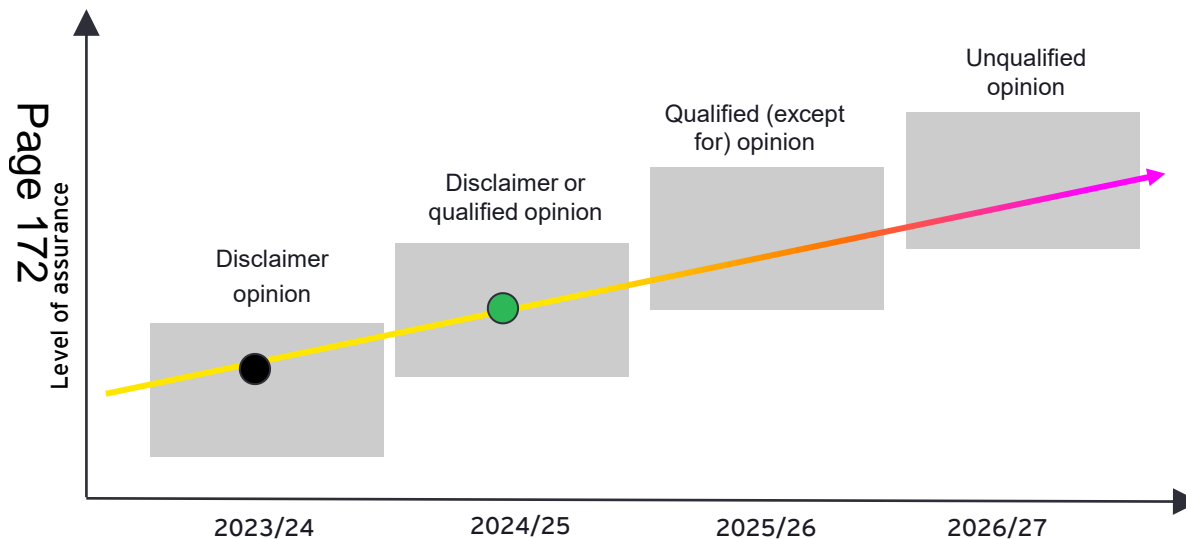 Page 172
Level of assurance
Disclaimer
opinion
Disclaimer or
qualified opinion
Qualified (except
for) opinion
Unqualified
opinion
2023/24
2024/25
2025/26
2026/27